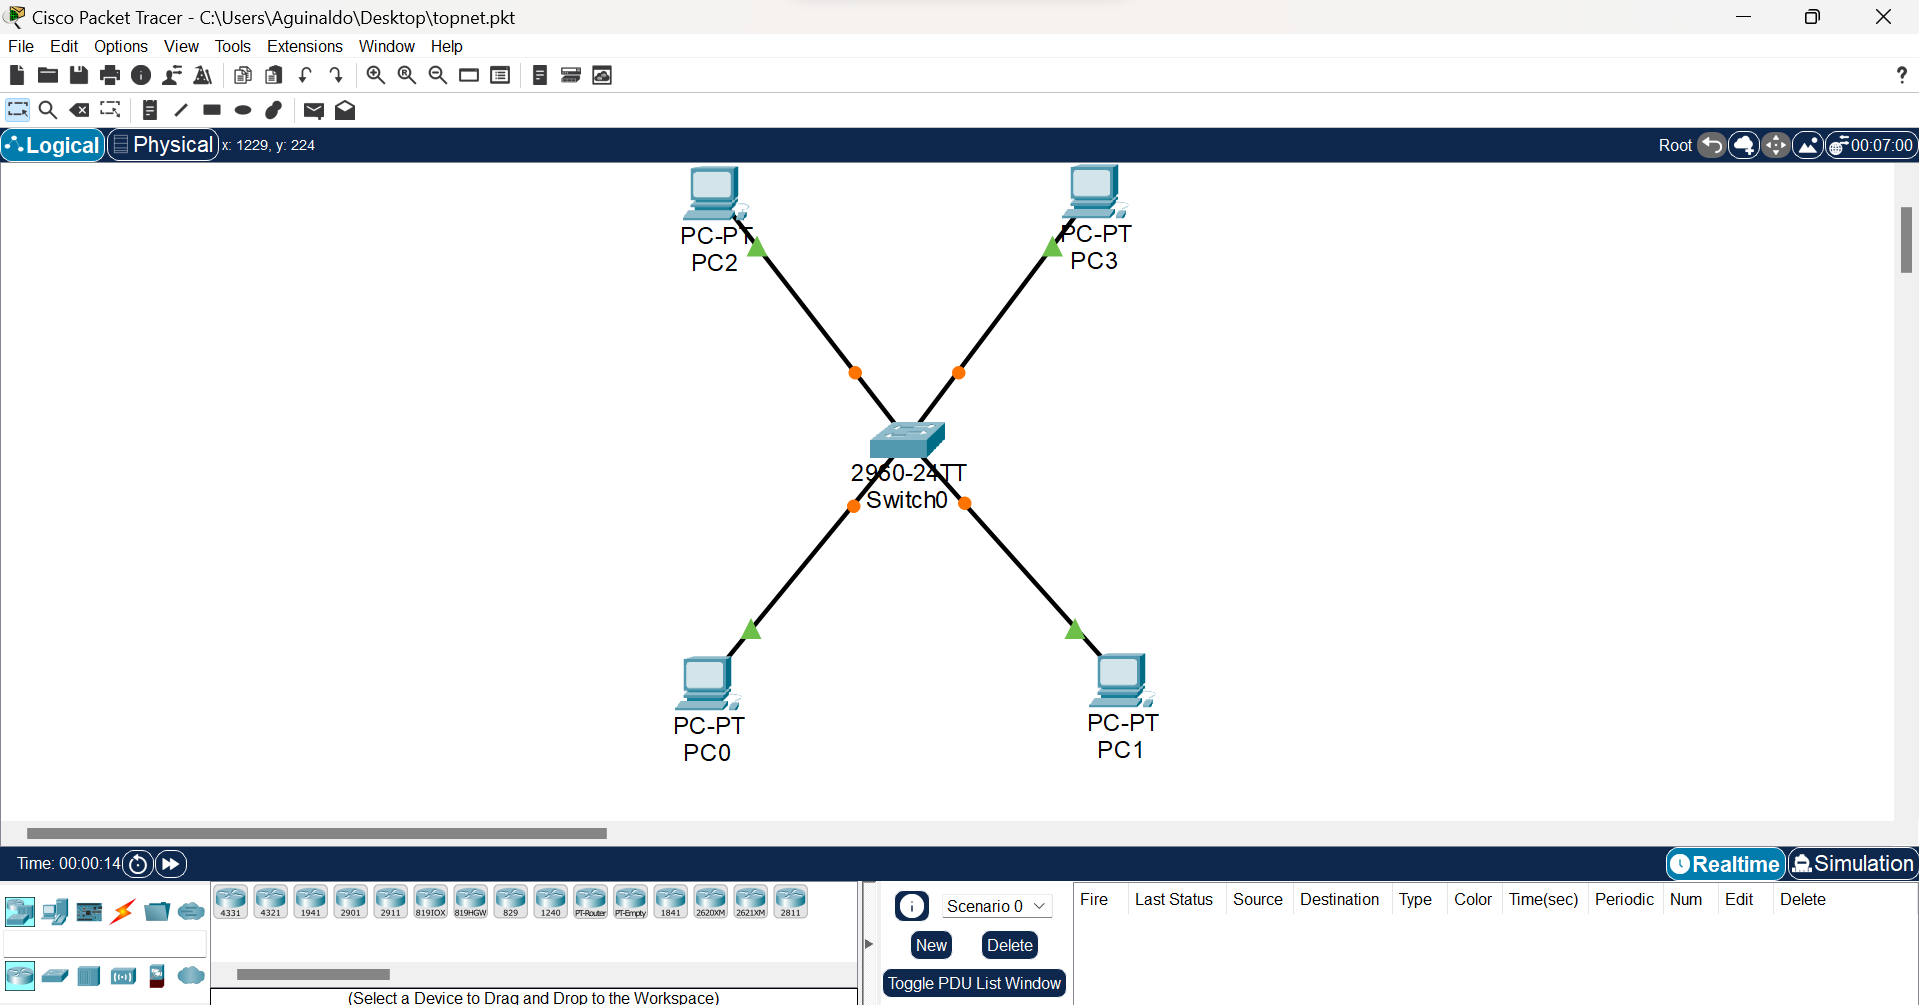 Cisco Packet Tracer - C:\Users\Aguinaldo\Desktop\topnet.pkt
File Edit Options View Tools Extensions Window Help
?
Logical Physical x: 1229, y: 224 Root 00:07:00
PC-PT
PC2
PC-PT
PC3
2960-24TT
Switch0
PC-PT
PC0
PC-PT
PC1
Time: 00:00:14 Realtime Simulation
4331 4321 1941 2901 2911 819IOX 819HGW 829 1240 PT-Router PT-Empty 1841 2620XM 2621XM 2811
(Select a Device to Drag and Drop to the Workspace)
Scenario 0
New Delete
Toggle PDU List Window
Fire Last Status Source Destination Type Color Time(sec) Periodic Num Edit Delete